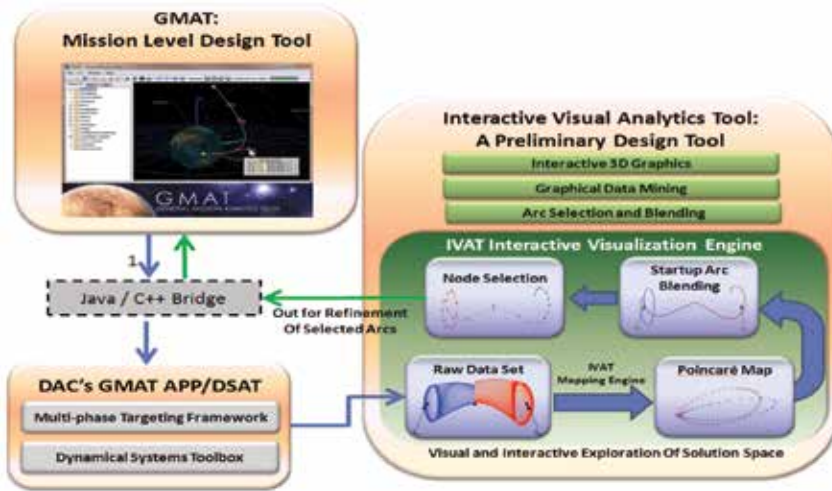 GMAT:
Mission Level Design Tool
GMAT
1
Java / C++ Bridge
DAC's GMAT APP/DSAT
Multi-phase Targeting Framework
Dynamical Systems Toolbox
Interactive Visual Analytics Tool:
A Preliminary Design Tool
Interactive 3D Graphics
Graphical Data Mining
Arc Selection and Blending
IVAT Interactive Visualization Engine
Node Selection
Startup Arc
Blending
Out for Refinement
Of Selected Arcs
Raw Data Set
IVAT
Mapping Engine
Poincaré Map
Visual and Interactive Exploration Of Solution Space